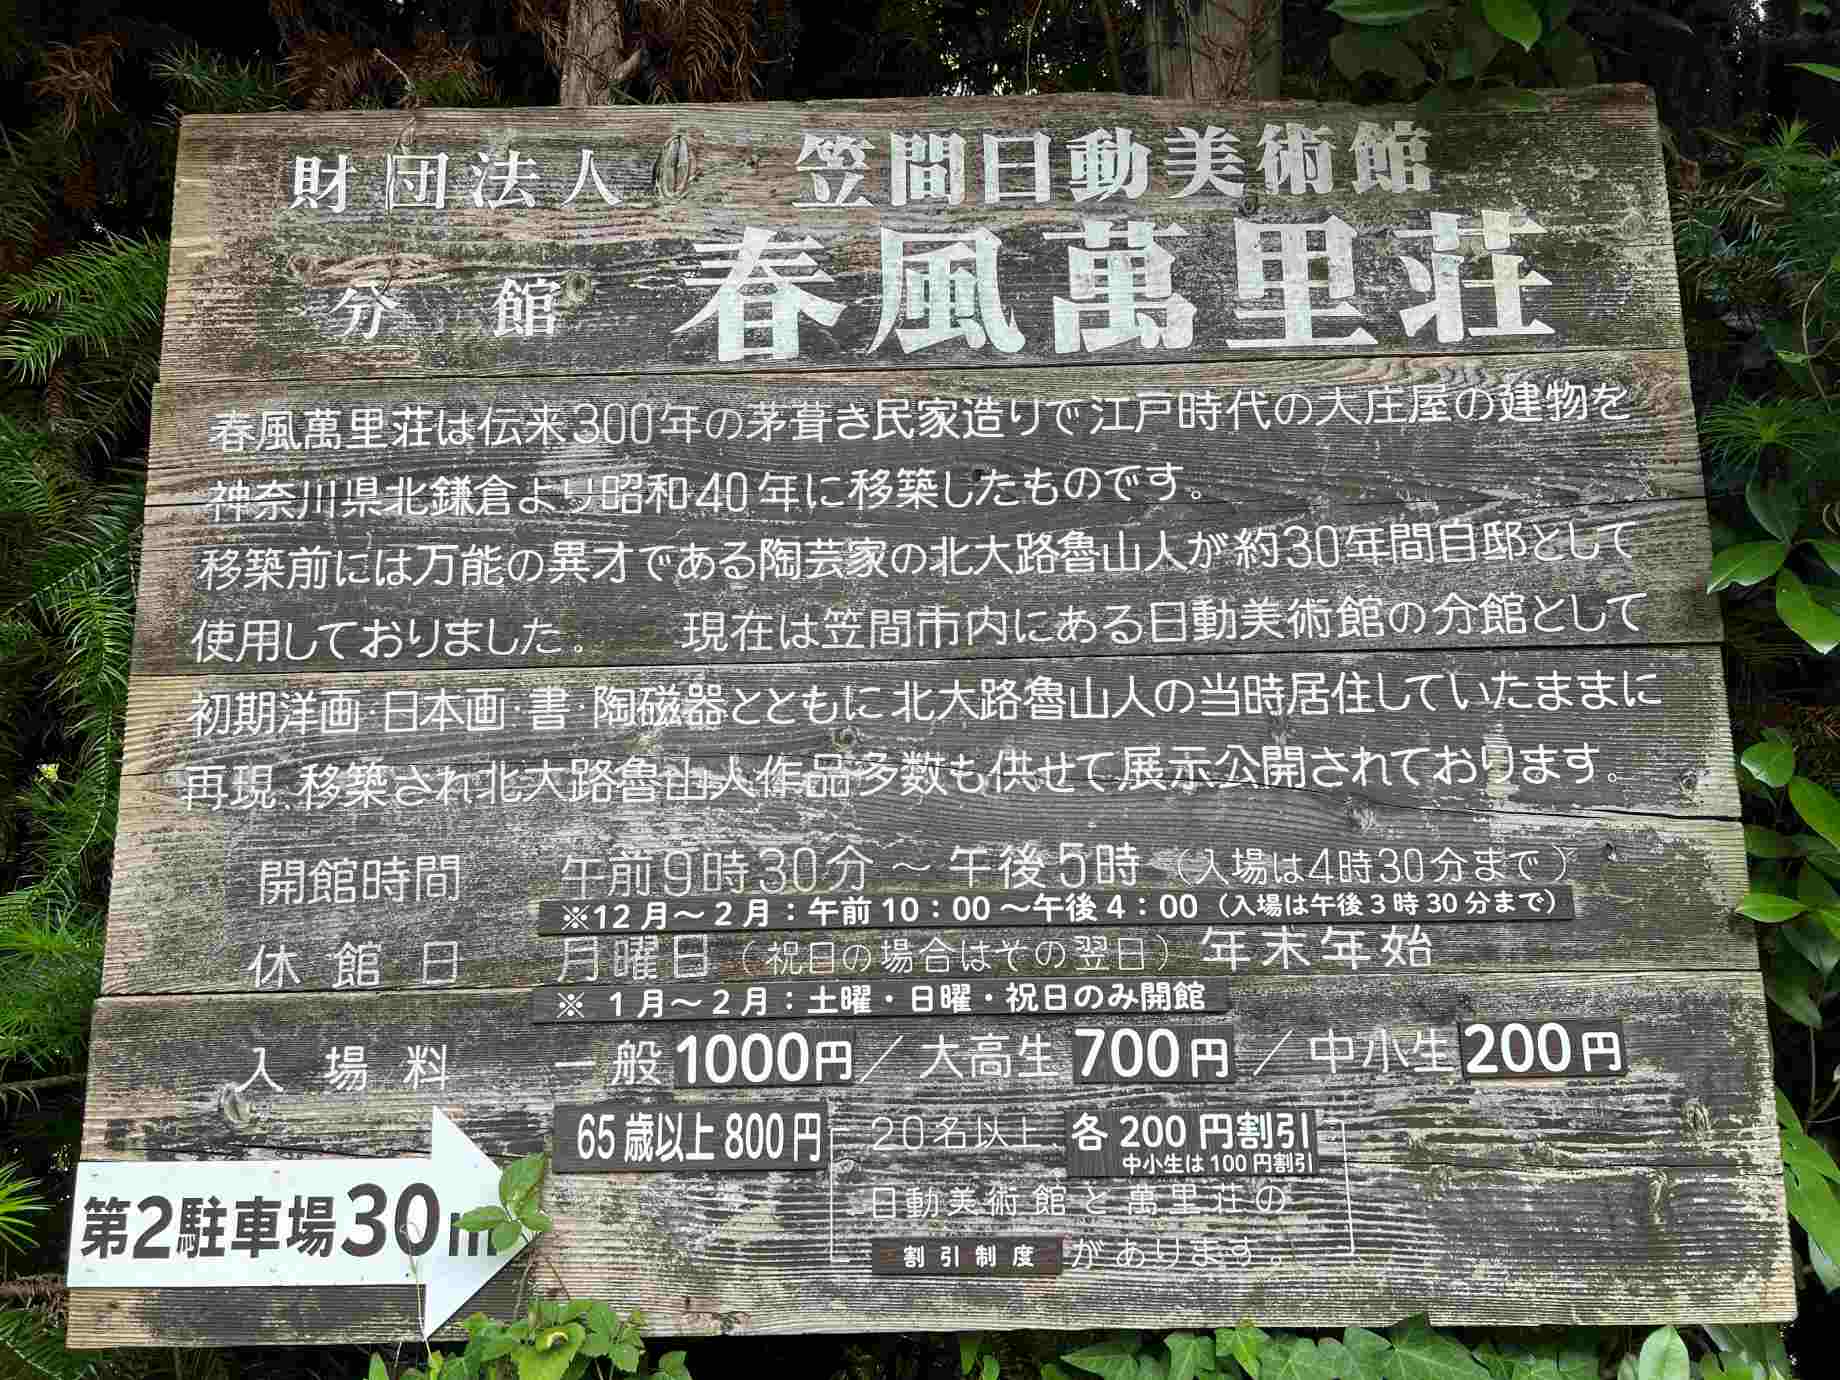 財団法人 笠間日動美術館
分館 春風萬里荘
春風萬里荘は伝来300年の茅葺き民家造りで江戸時代の大庄屋の建物を
神奈川県北鎌倉より昭和40年に移築したものです。
移築前には万能の異才である陶芸家の北大路魯山人が約30年間自邸として
使用しておりました。 現在は笠間市内にある日動美術館の分館として
初期洋画・日本画・書・陶磁器とともに北大路魯山人の当時居住していたままに
再現、移築され北大路魯山人作品多数も供せて展示公開されております。
開館時間 午前9時30分～午後5時（入場は4時30分まで）
※12月～2月：午前10：00～午後4：00（入場は午後3時30分まで）
休館日 月曜日（祝日の場合はその翌日）年末年始
※1月～2月：土曜・日曜・祝日のみ開館
入場料 一般1000円／大高生700円／中小生200円
65歳以上800円 20名以上、各200円割引
中小生は100円割引
日動美術館と萬里荘の
割引制度があります。
第2駐車場30m